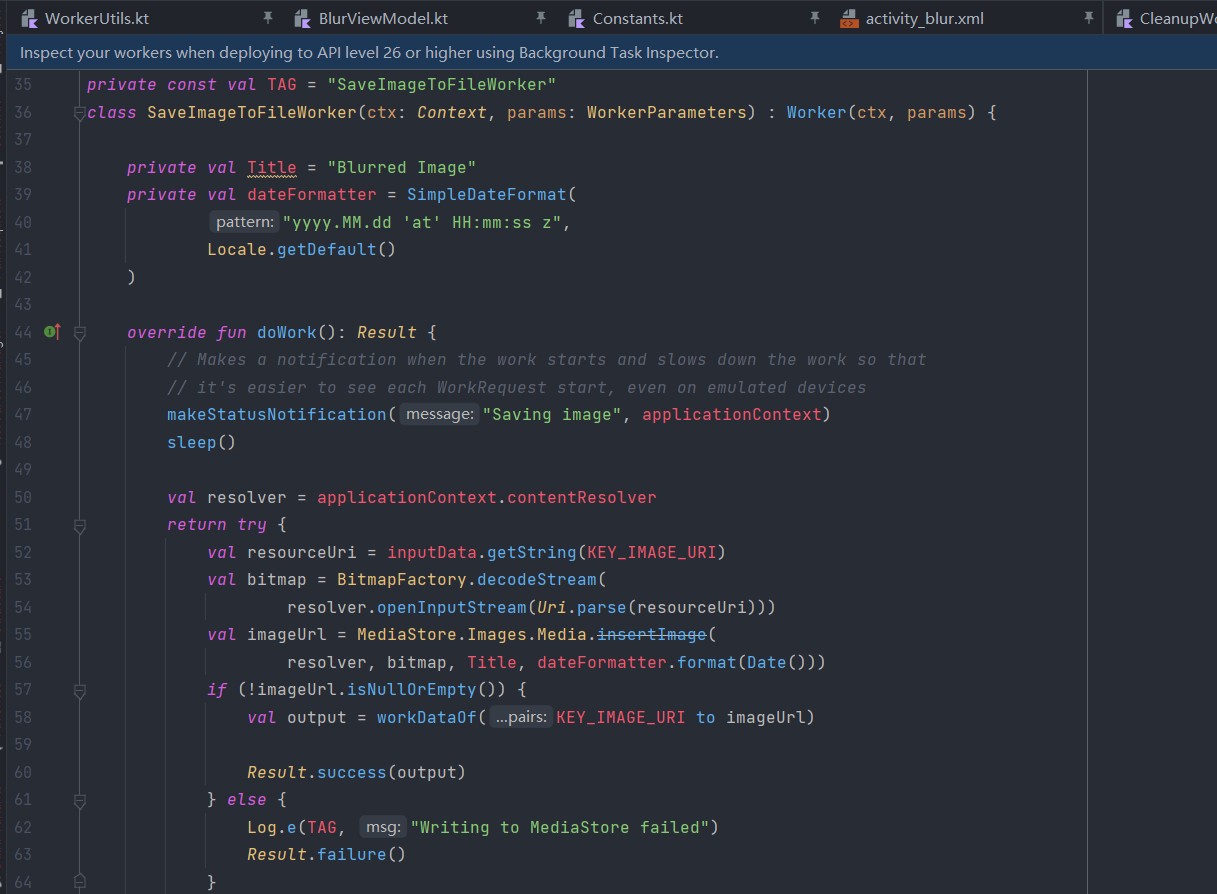 WorkerUtils.kt BlurViewModel.kt Constants.kt activity_blur.xml
Inspect your workers when deploying to API level 26 or higher using Background Task Inspector.
35 private const val TAG = "SaveImageToFileWorker"
36 class SaveImageToFileWorker(ctx: Context, params: WorkerParameters) : Worker(ctx, params) {
37
38 private val Title = "Blurred Image"
39 private val dateFormatter = SimpleDateFormat(
40 pattern: "yyyy.MM.dd 'at' HH:mm:ss z",
41 Locale.getDefault()
42 )
43
44 override fun doWork(): Result {
45 // Makes a notification when the work starts and slows down the work so that
46 // it's easier to see each WorkRequest start, even on emulated devices
47 makeStatusNotification( message: "Saving image", applicationContext)
48 sleep()
49
50 val resolver = applicationContext.contentResolver
51 return try {
52 val resourceUri = inputData.getString(KEY_IMAGE_URI)
53 val bitmap = BitmapFactory.decodeStream(
54 resolver.openInputStream(Uri.parse(resourceUri)))
55 val imageUrl = MediaStore.Images.Media.insertImage(
56 resolver, bitmap, Title, dateFormatter.format(Date()))
57 if (!imageUrl.isNullOrEmpty()) {
58 val output = workDataOf( ...pairs: KEY_IMAGE_URI to imageUrl)
59
60 Result.success(output)
61 } else {
62 Log.e(TAG, msg: "Writing to MediaStore failed")
63 Result.failure()
64 }